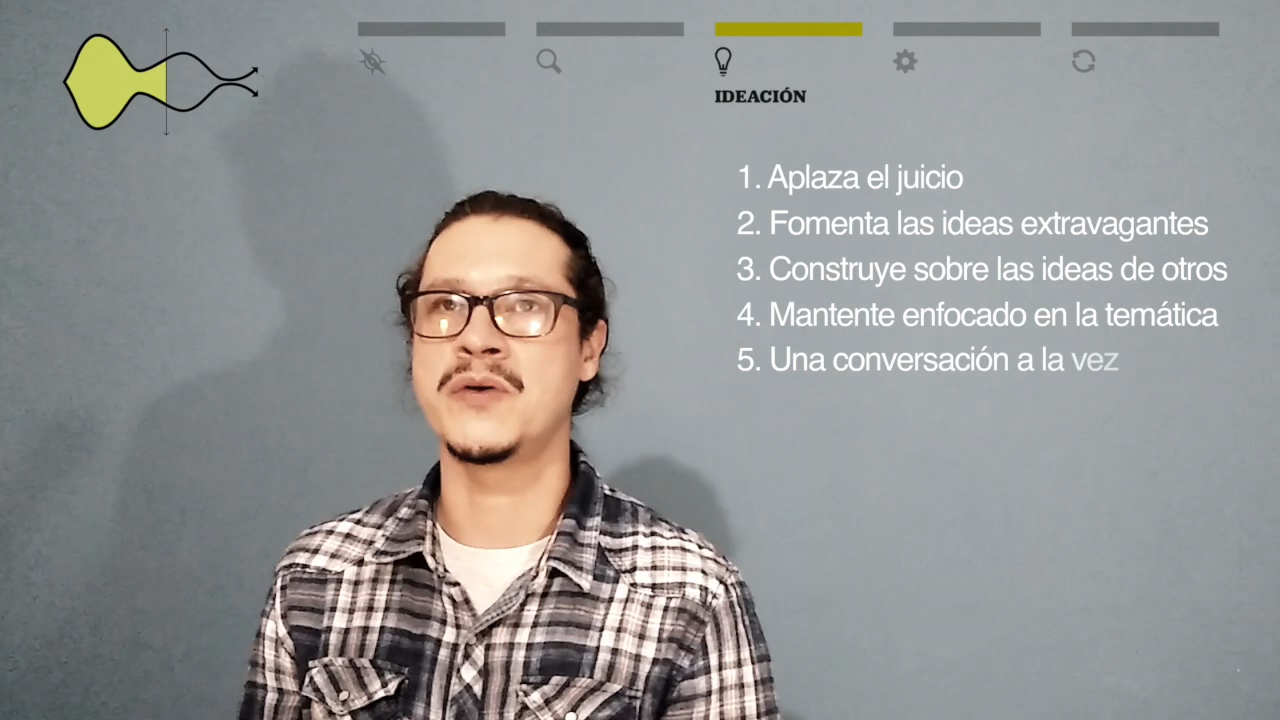 IDEACIÓN
1. Aplaza el juicio
2. Fomenta las ideas extravagantes
3. Construye sobre las ideas de otros
4. Mantente enfocado en la temática
5. Una conversación a la vez